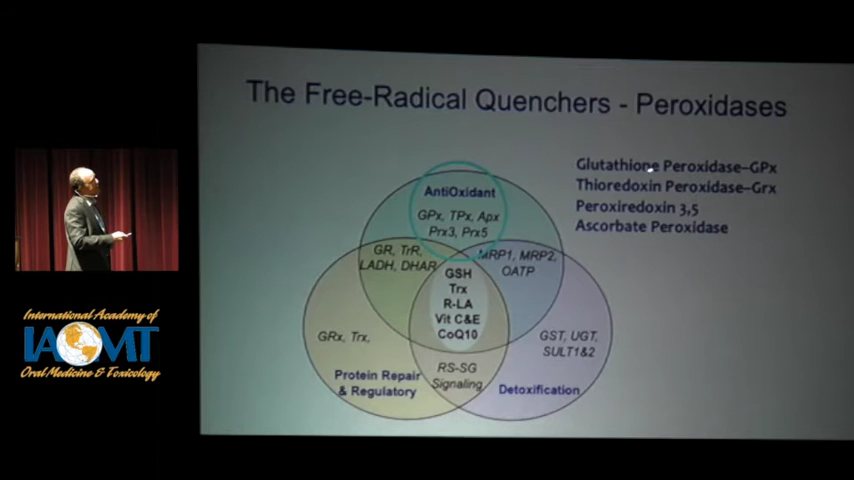 The Free-Radical Quenchers - Peroxidases
Glutathione Peroxidase–GPx
Thioredoxin Peroxidase–Grx
Peroxiredoxin 3,5
Ascorbate Peroxidase
AntiOxidant
GPx, TPx, Apx
Prx3, Prx5
GR, TrR,
LADH, DHAR
MRP1, MRP2,
OATP
GSH
Trx
R-LA
Vit C&E
CoQ10
GRx, Trx,
GST, UGT,
SULT1&2
Protein Repair
& Regulatory
RS-SG
Signaling
Detoxification
International Academy of
IAOMT
Oral Medicine & Toxicology